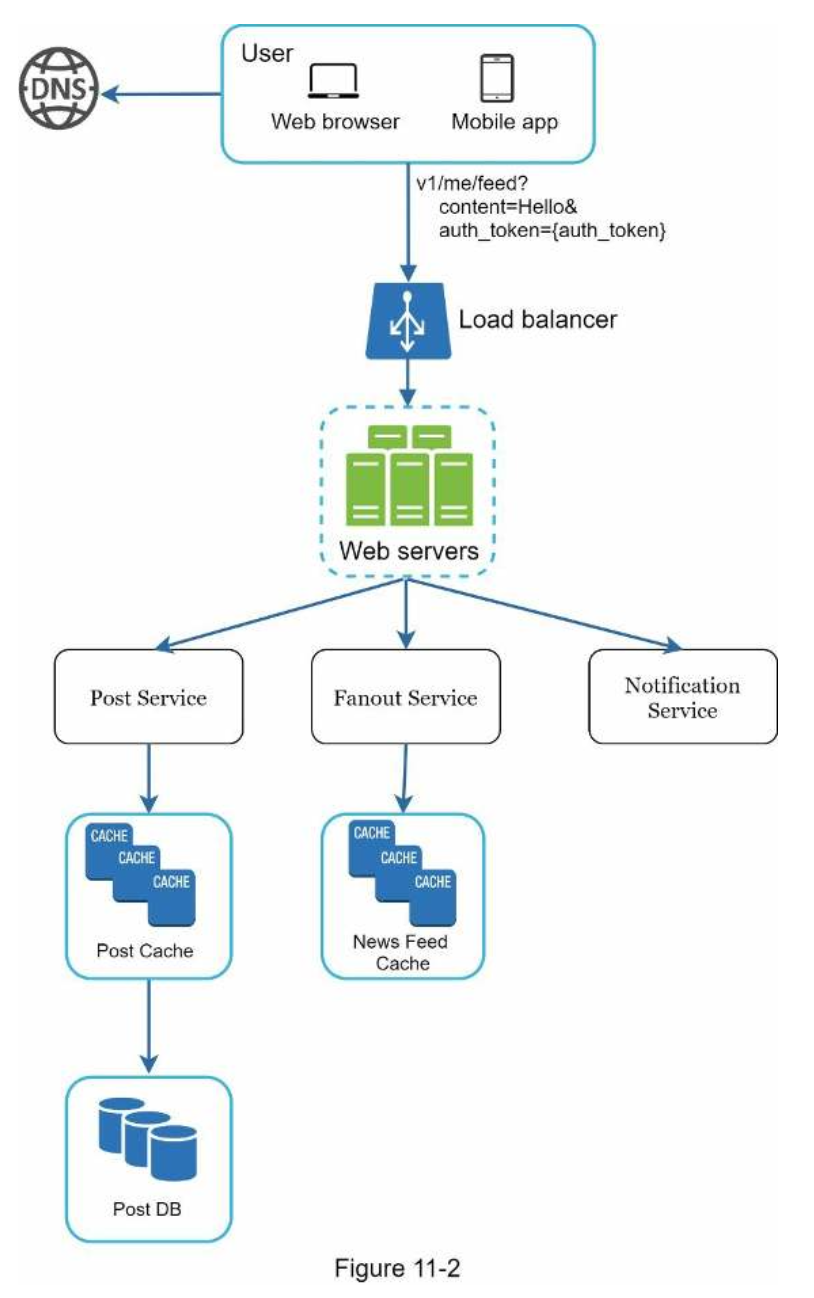 User
DNS
Web browser
Mobile app
v1/me/feed?
content=Hello&
auth_token={auth_token}
Load balancer
Web servers
Post Service
Fanout Service
Notification
Service
CACHE
CACHE
CACHE
Post Cache
CACHE
CACHE
CACHE
News Feed
Cache
Post DB
Figure 11-2